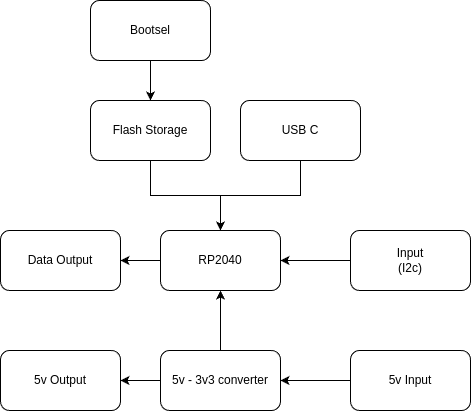 Bootsel
Flash Storage
USB C
Data Output
RP2040
Input
(I2c)
5v Output
5v - 3v3 converter
5v Input